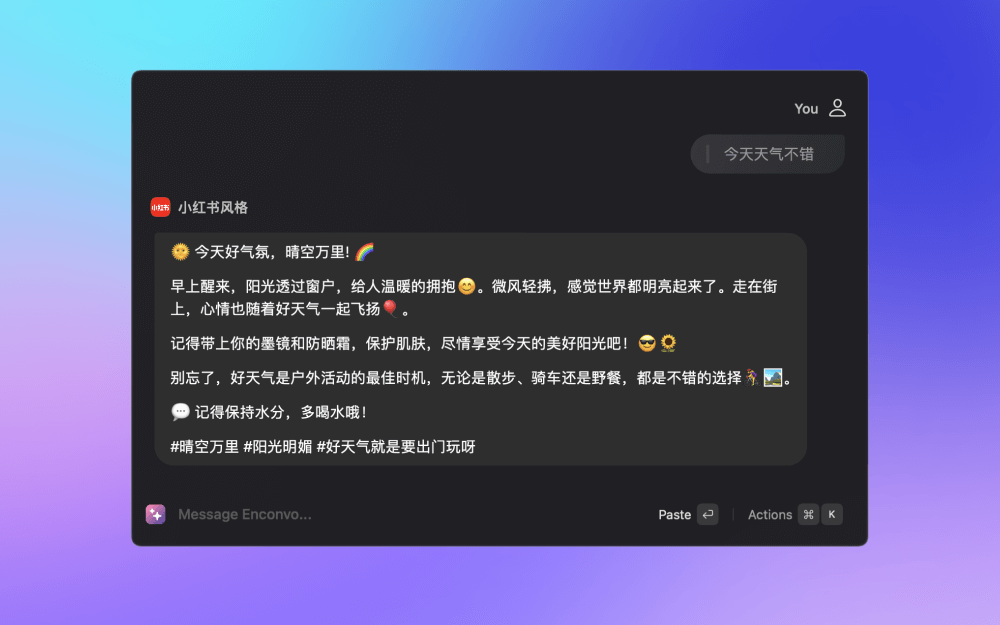 You
今天天气不错
小红书
小红书风格
🌞 今天好气氛，晴空万里! 🌈
早上醒来，阳光透过窗户，给人温暖的拥抱😊。微风轻拂，感觉世界都明亮起来了。走在街
上，心情也随着好天气一起飞扬🎈。
记得带上你的墨镜和防晒霜，保护肌肤，尽情享受今天的美好阳光吧！😎🌻
别忘了，好天气是户外活动的最佳时机，无论是散步、骑车还是野餐，都是不错的选择🏃‍♀️🏞️。
💬 记得保持水分，多喝水哦！
#晴空万里 #阳光明媚 #好天气就是要出门玩呀
Message Enconvo... Paste ↩ Actions ⌘ K